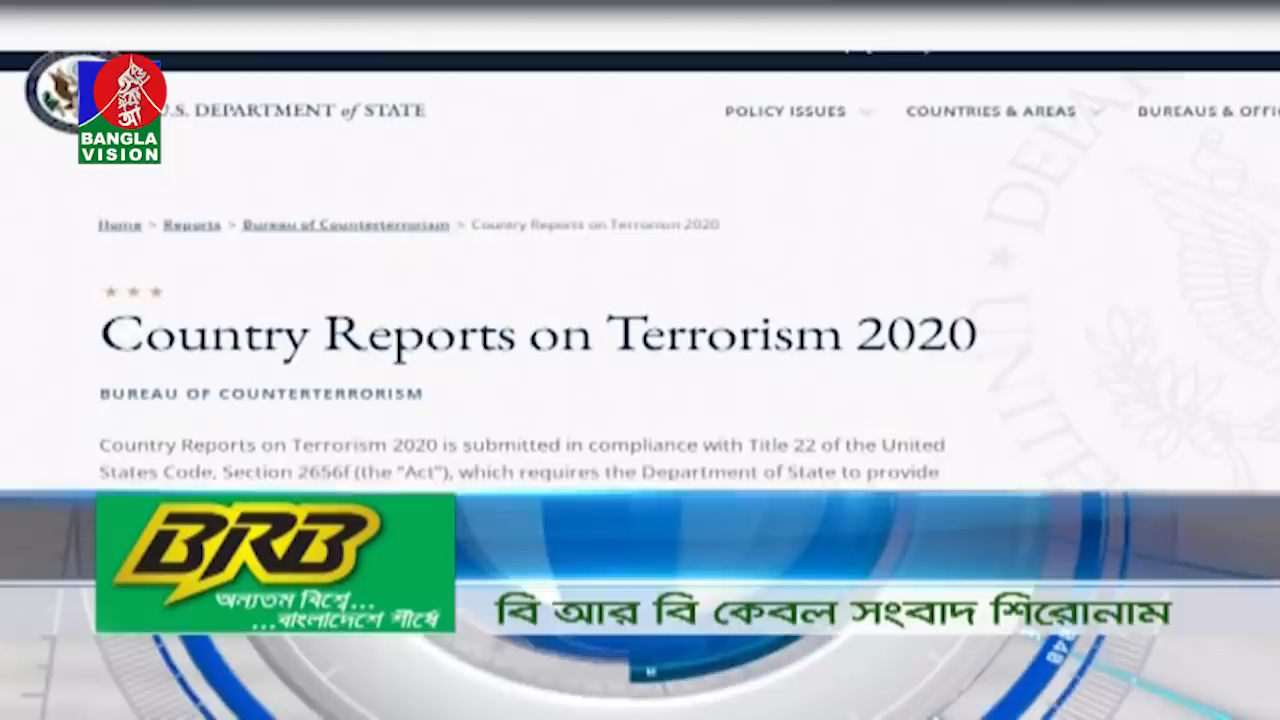 U.S. DEPARTMENT of STATE
POLICY ISSUES
COUNTRIES & AREAS
BUREAUS &
BANGLA
VISION
Home > Reports > Bureau of Counterterrorism > Country Reports on Terrorism 2020
Country Reports on Terrorism 2020
BUREAU OF COUNTERTERRORISM
Country Reports on Terrorism 2020 is submitted in compliance with Title 22 of the United
States Code, Section 2656f (the "Act"), which requires the Department of State to provide
BRB
অন্যতম বিশ্বে...
...বাংলাদেশে শীর্ষে
বি আর বি কেবল সংবাদ শিরোনাম